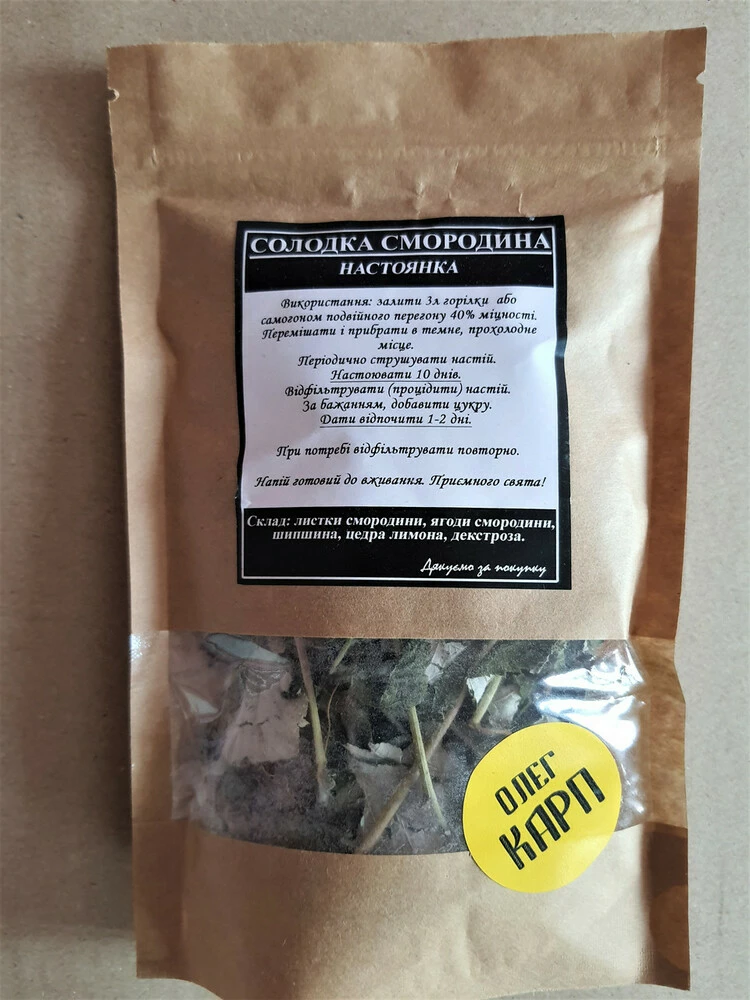 СОЛОДКА СМОРОДИНА
НАСТОЯНКА
Використання: залити 3л горілки або
самогоном подвійного перегону 40% міцності.
Перемішати і прибрати в темне, прохолодне
місце.
Періодично струшувати настій.
Настоювати 10 днів.
Відфільтрувати (процідити) настій.
За бажанням, добавити цукру.
Дати відпочити 1-2 дні.
При потребі відфільтрувати повторно.
Напій готовий до вживання. Приємного свята!
Склад: листки смородини, ягоди смородини,
шипшина, цедра лимона, декстроза.
Дякуємо за покупку
ОЛЕГ
КАРП